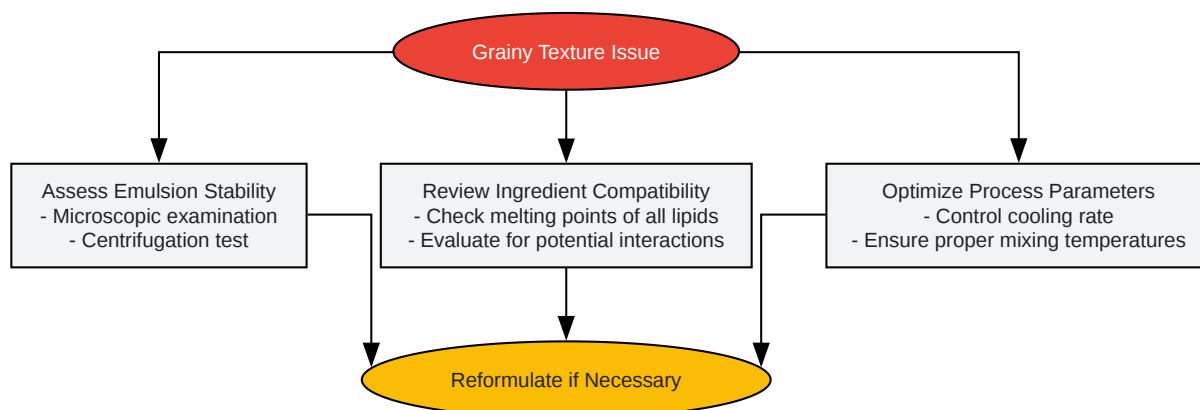 Grainy Texture Issue
Assess Emulsion Stability
- Microscopic examination
- Centrifugation test
Review Ingredient Compatibility
- Check melting points of all lipids
- Evaluate for potential interactions
Optimize Process Parameters
- Control cooling rate
- Ensure proper mixing temperatures
Reformulate if Necessary